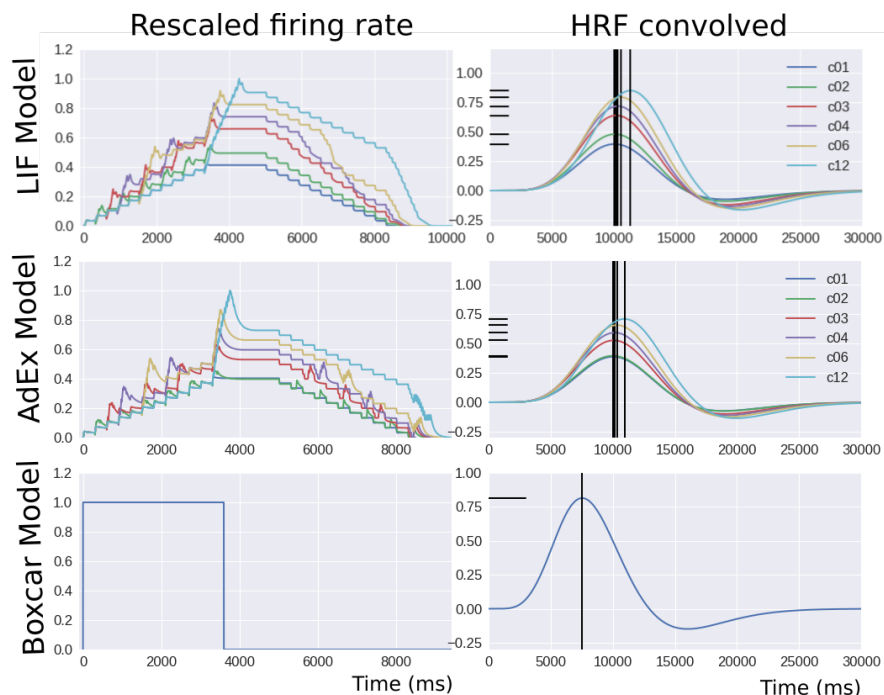 Rescaled firing rate
HRF convolved
LIF Model
1.2
1.0
0.8
0.6
0.4
0.2
0.0
0 2000 4000 6000 8000 10000
1.00
0.75
0.50
0.25
0.00
−0.25
0 5000 10000 15000 20000 25000 30000
c01
c02
c03
c04
c06
c12
AdEx Model
1.2
1.0
0.8
0.6
0.4
0.2
0.0
0 2000 4000 6000 8000
1.00
0.75
0.50
0.25
0.00
−0.25
0 5000 10000 15000 20000 25000 30000
c01
c02
c03
c04
c06
c12
Boxcar Model
1.2
1.0
0.8
0.6
0.4
0.2
0.0
0 2000 4000 6000 8000
Time (ms)
1.00
0.75
0.50
0.25
0.00
−0.25
0 5000 10000 15000 20000 25000 30000
Time (ms)